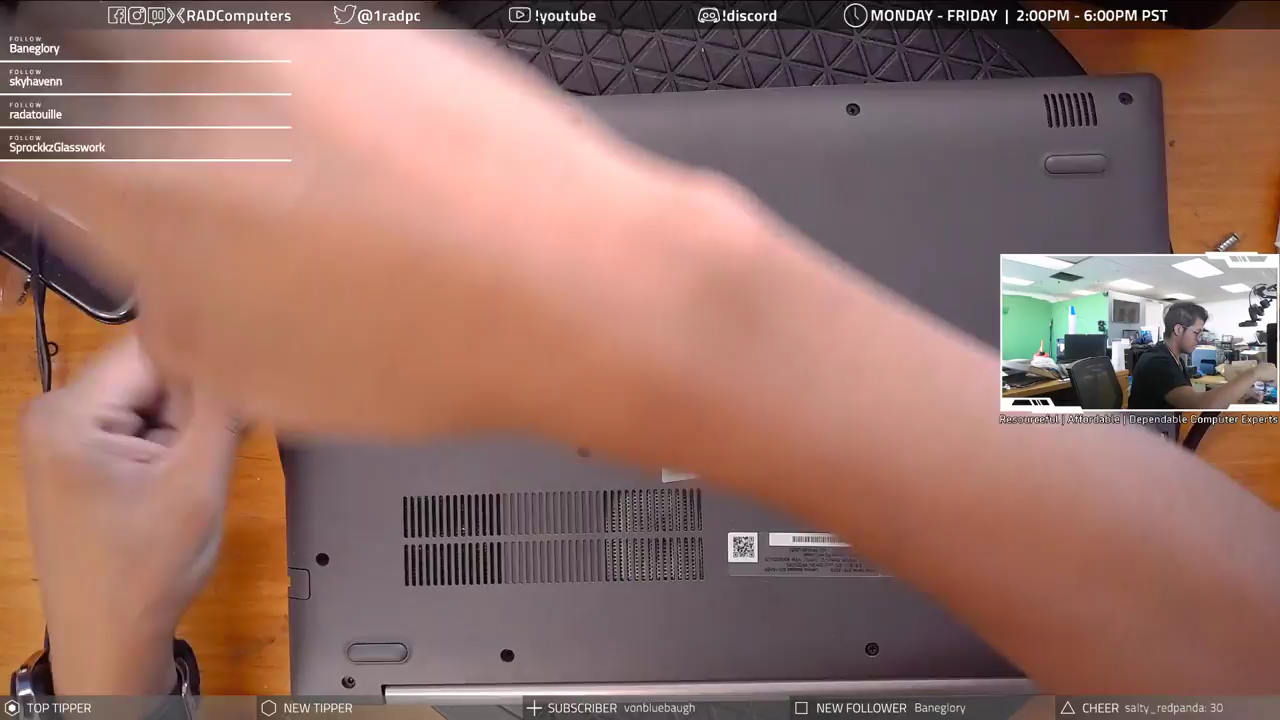 RADComputers
@1radpc
!youtube
!discord
MONDAY - FRIDAY | 2:00PM - 6:00PM PST
FOLLOW
Baneglory
FOLLOW
skyhavenn
FOLLOW
radatouille
FOLLOW
SprockkzGlasswork
Resourceful | Affordable | Dependable Computer Experts
TOP TIPPER
NEW TIPPER
SUBSCRIBER vonbluebaugh
NEW FOLLOWER Baneglory
CHEER salty_redpanda: 30